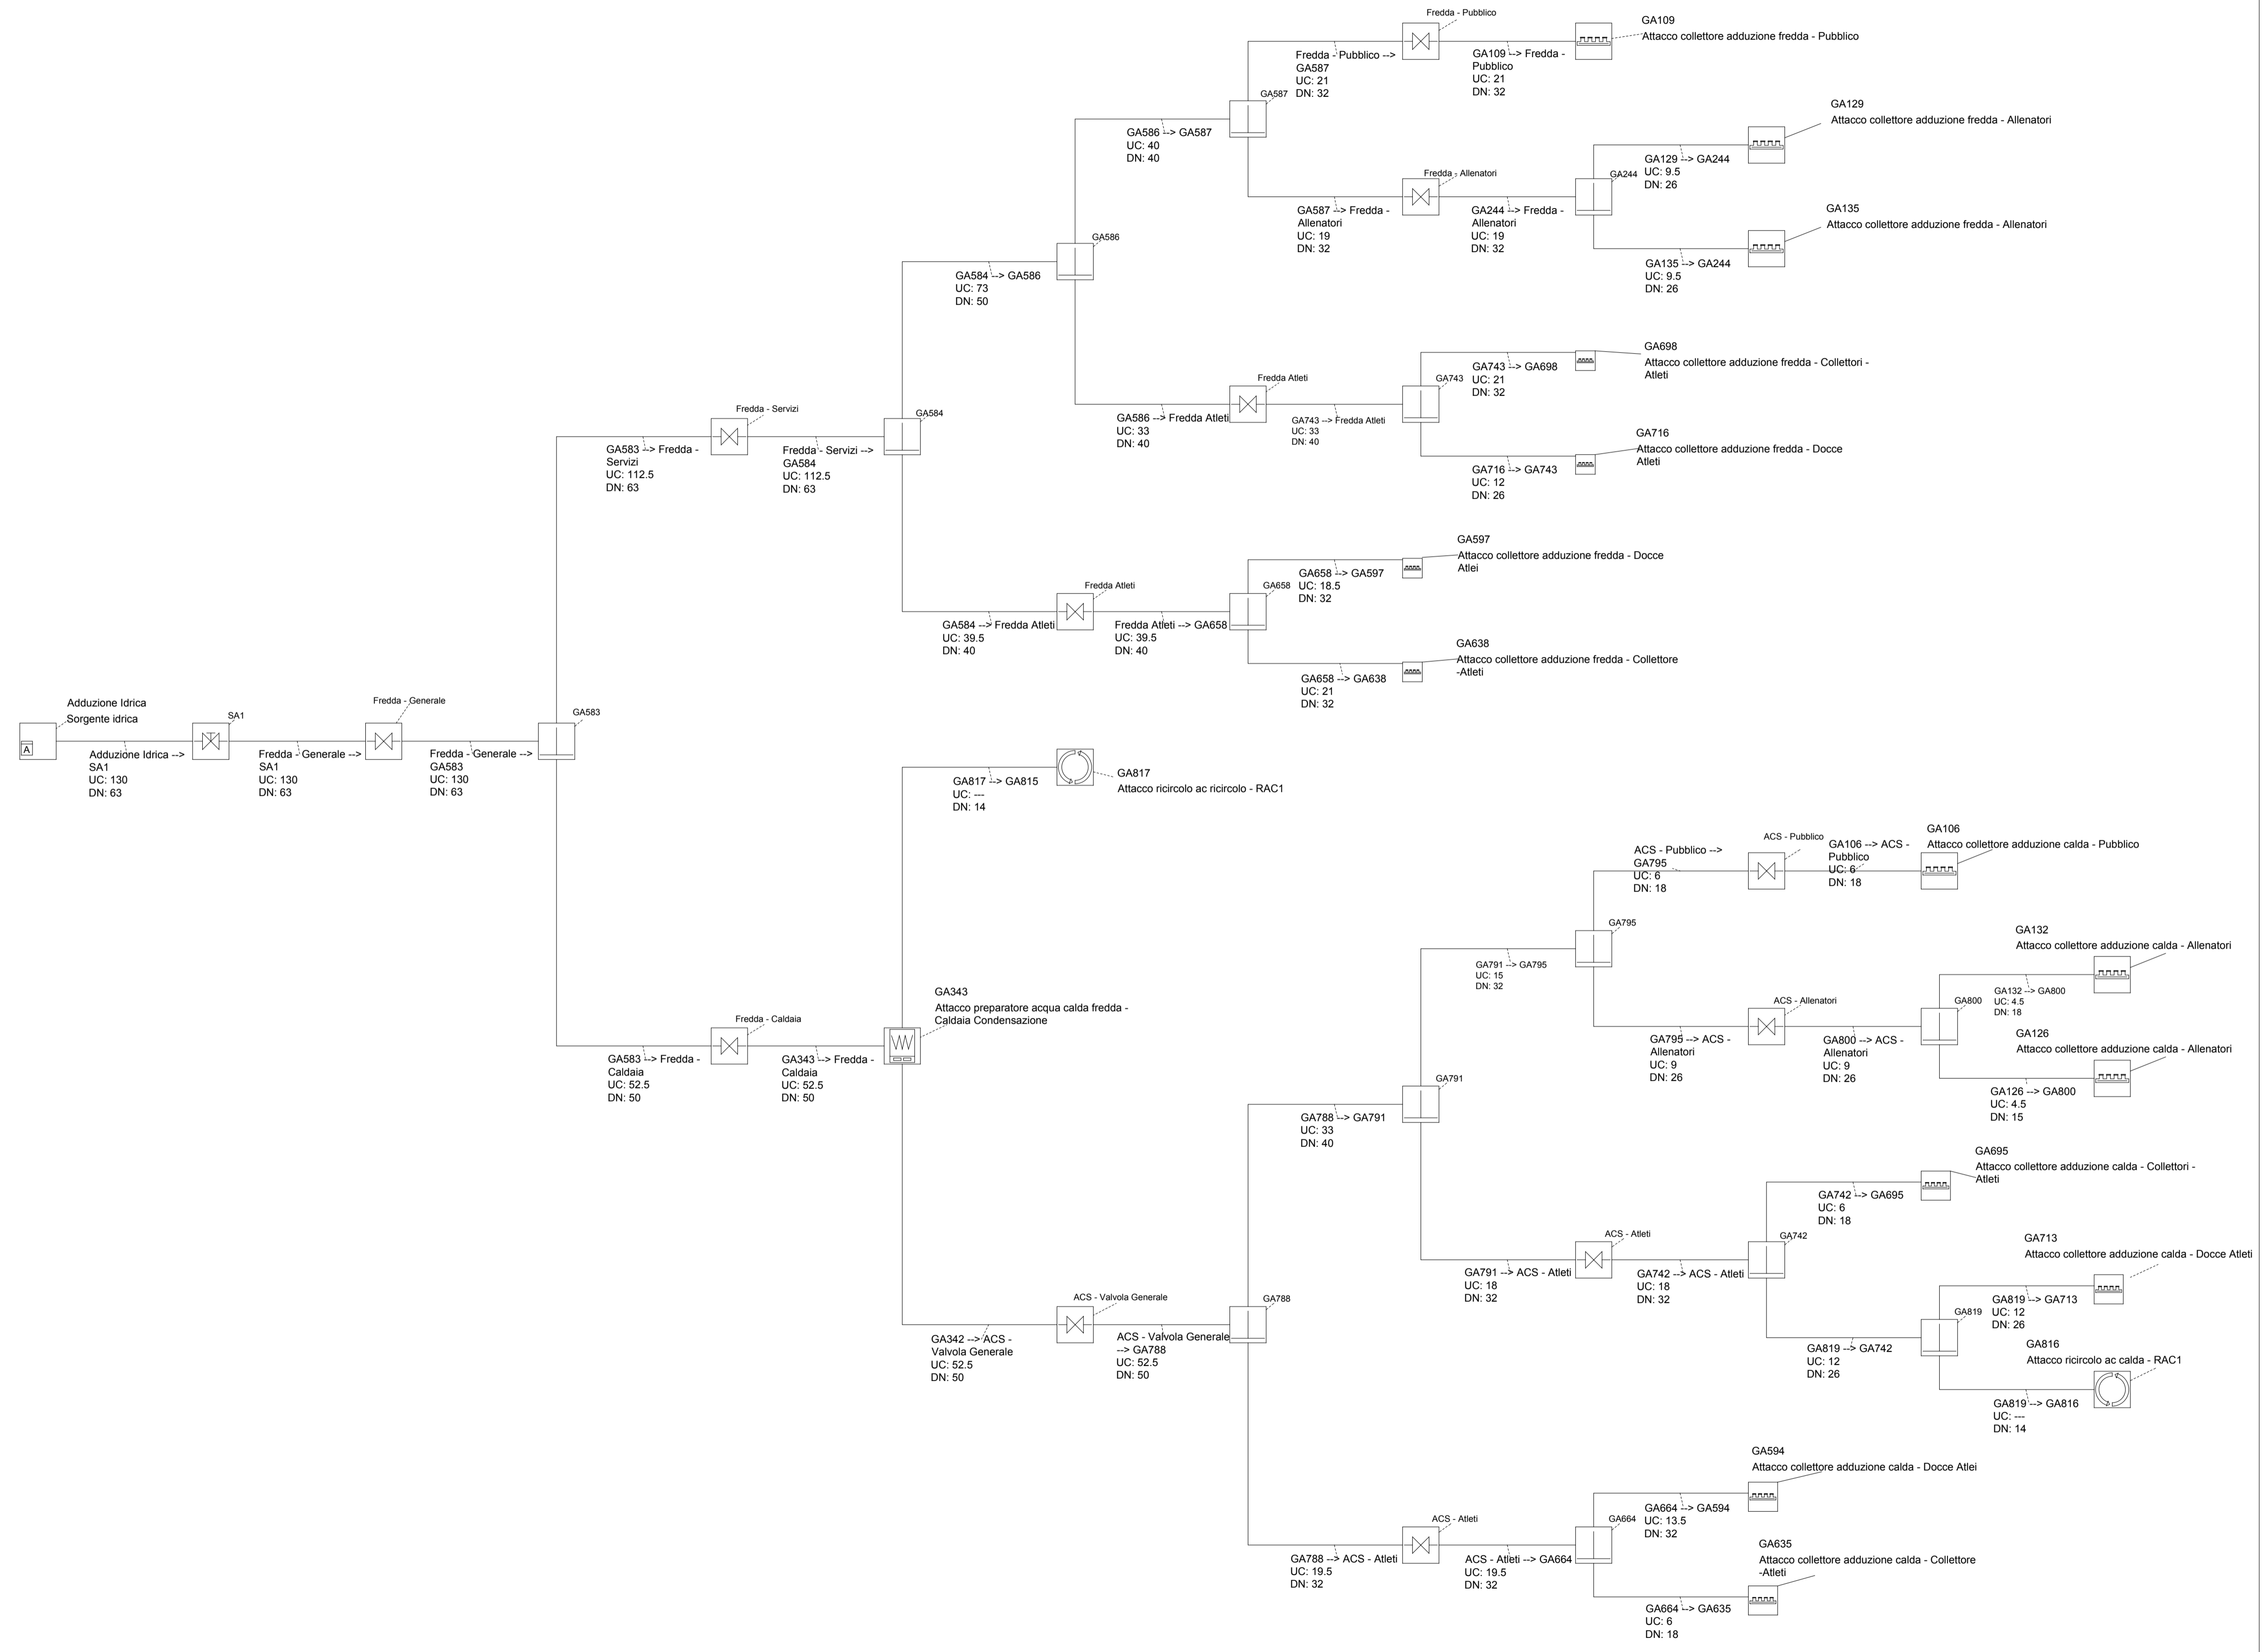 Fredda - Pubblico
Fredda - Pubblico -->
GA587
UC: 21
DN: 32
GA109 --> Fredda -
Pubblico
UC: 21
DN: 32
GA109
Attacco collettore adduzione fredda - Pubblico
GA587
GA586 --> GA587
UC: 40
DN: 40
GA129
Attacco collettore adduzione fredda - Allenatori
GA129 --> GA244
UC: 9.5
DN: 26
Fredda - Allenatori
GA244
GA587 --> Fredda -
Allenatori
UC: 19
DN: 32
GA244 --> Fredda -
Allenatori
UC: 19
DN: 32
GA135
Attacco collettore adduzione fredda - Allenatori
GA135 --> GA244
UC: 9.5
DN: 26
GA586
GA584 --> GA586
UC: 73
DN: 50
GA698
Attacco collettore adduzione fredda - Collettori -
Atleti
GA743 --> GA698
UC: 21
DN: 32
Fredda Atleti
GA743
GA586 --> Fredda Atleti
UC: 33
DN: 40
GA743 --> Fredda Atleti
UC: 33
DN: 40
GA716
Attacco collettore adduzione fredda - Docce
Atleti
GA716 --> GA743
UC: 12
DN: 26
Fredda - Servizi
GA584
GA583 --> Fredda -
Servizi
UC: 112.5
DN: 63
Fredda - Servizi -->
GA584
UC: 112.5
DN: 63
GA597
Attacco collettore adduzione fredda - Docce
Atlei
GA658 --> GA597
UC: 18.5
DN: 32
Fredda Atleti
GA658
GA584 --> Fredda Atleti
UC: 39.5
DN: 40
Fredda Atleti --> GA658
UC: 39.5
DN: 40
GA638
Attacco collettore adduzione fredda - Collettore
-Atleti
GA658 --> GA638
UC: 21
DN: 32
Adduzione Idrica
Sorgente idrica
A
SA1
Fredda - Generale
GA583
Adduzione Idrica -->
SA1
UC: 130
DN: 63
Fredda - Generale -->
SA1
UC: 130
DN: 63
Fredda - Generale -->
GA583
UC: 130
DN: 63
GA817 --> GA815
UC: ---
DN: 14
GA817
Attacco ricircolo ac ricircolo - RAC1
ACS - Pubblico -->
GA795
UC: 6
DN: 18
ACS - Pubblico
GA106 --> ACS -
Pubblico
UC: 6
DN: 18
GA106
Attacco collettore adduzione calda - Pubblico
GA795
GA791 --> GA795
UC: 15
DN: 32
GA132
Attacco collettore adduzione calda - Allenatori
GA132 --> GA800
UC: 4.5
DN: 18
ACS - Allenatori
GA800
GA795 --> ACS -
Allenatori
UC: 9
DN: 26
GA800 --> ACS -
Allenatori
UC: 9
DN: 26
GA126
Attacco collettore adduzione calda - Allenatori
GA126 --> GA800
UC: 4.5
DN: 15
GA343
Attacco preparatore acqua calda fredda -
Caldaia Condensazione
Fredda - Caldaia
GA583 --> Fredda -
Caldaia
UC: 52.5
DN: 50
GA343 --> Fredda -
Caldaia
UC: 52.5
DN: 50
GA791
GA788 --> GA791
UC: 33
DN: 40
GA695
Attacco collettore adduzione calda - Collettori -
Atleti
GA742 --> GA695
UC: 6
DN: 18
ACS - Atleti
GA742
GA791 --> ACS - Atleti
UC: 18
DN: 32
GA742 --> ACS - Atleti
UC: 18
DN: 32
GA713
Attacco collettore adduzione calda - Docce Atleti
GA819 --> GA713
UC: 12
DN: 26
GA819
GA819 --> GA742
UC: 12
DN: 26
GA816
Attacco ricircolo ac calda - RAC1
GA819 --> GA816
UC: ---
DN: 14
ACS - Valvola Generale
GA788
GA342 --> ACS -
Valvola Generale
UC: 52.5
DN: 50
ACS - Valvola Generale
--> GA788
UC: 52.5
DN: 50
GA594
Attacco collettore adduzione calda - Docce Atlei
GA664 --> GA594
UC: 13.5
DN: 32
ACS - Atleti
GA664
GA788 --> ACS - Atleti
UC: 19.5
DN: 32
ACS - Atleti --> GA664
UC: 19.5
DN: 32
GA635
Attacco collettore adduzione calda - Collettore
-Atleti
GA664 --> GA635
UC: 6
DN: 18